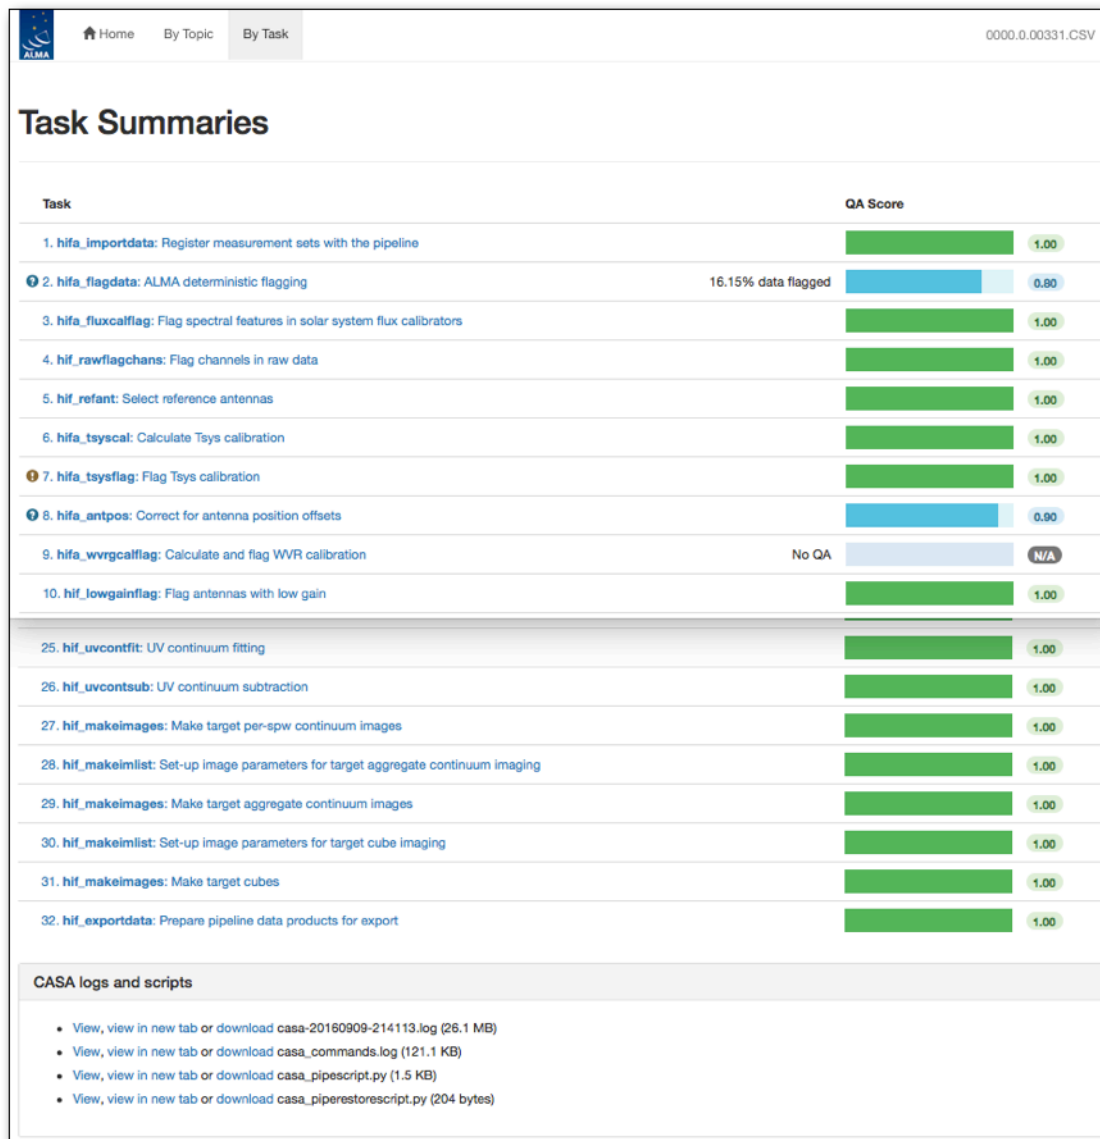 ALMA Home By Topic By Task 0000.0.00331.CSV
Task Summaries
Task QA Score
1. hifa_importdata: Register measurement sets with the pipeline 1.00
2. hifa_flagdata: ALMA deterministic flagging 16.15% data flagged 0.80
3. hifa_fluxcalflag: Flag spectral features in solar system flux calibrators 1.00
4. hif_rawflagchans: Flag channels in raw data 1.00
5. hif_refant: Select reference antennas 1.00
6. hifa_tsyscal: Calculate Tsys calibration 1.00
7. hifa_tsysflag: Flag Tsys calibration 1.00
8. hifa_antpos: Correct for antenna position offsets 0.90
9. hifa_wvrgcalflag: Calculate and flag WVR calibration No QA N/A
10. hif_lowgainflag: Flag antennas with low gain 1.00
25. hif_uvcontfit: UV continuum fitting 1.00
26. hif_uvcontsub: UV continuum subtraction 1.00
27. hif_makeimages: Make target per-spw continuum images 1.00
28. hif_makeimlist: Set-up image parameters for target aggregate continuum imaging 1.00
29. hif_makeimages: Make target aggregate continuum images 1.00
30. hif_makeimlist: Set-up image parameters for target cube imaging 1.00
31. hif_makeimages: Make target cubes 1.00
32. hif_exportdata: Prepare pipeline data products for export 1.00
CASA logs and scripts
• View, view in new tab or download casa-20160909-214113.log (26.1 MB)
• View, view in new tab or download casa_commands.log (121.1 KB)
• View, view in new tab or download casa_pipescript.py (1.5 KB)
• View, view in new tab or download casa_piperestorescript.py (204 bytes)